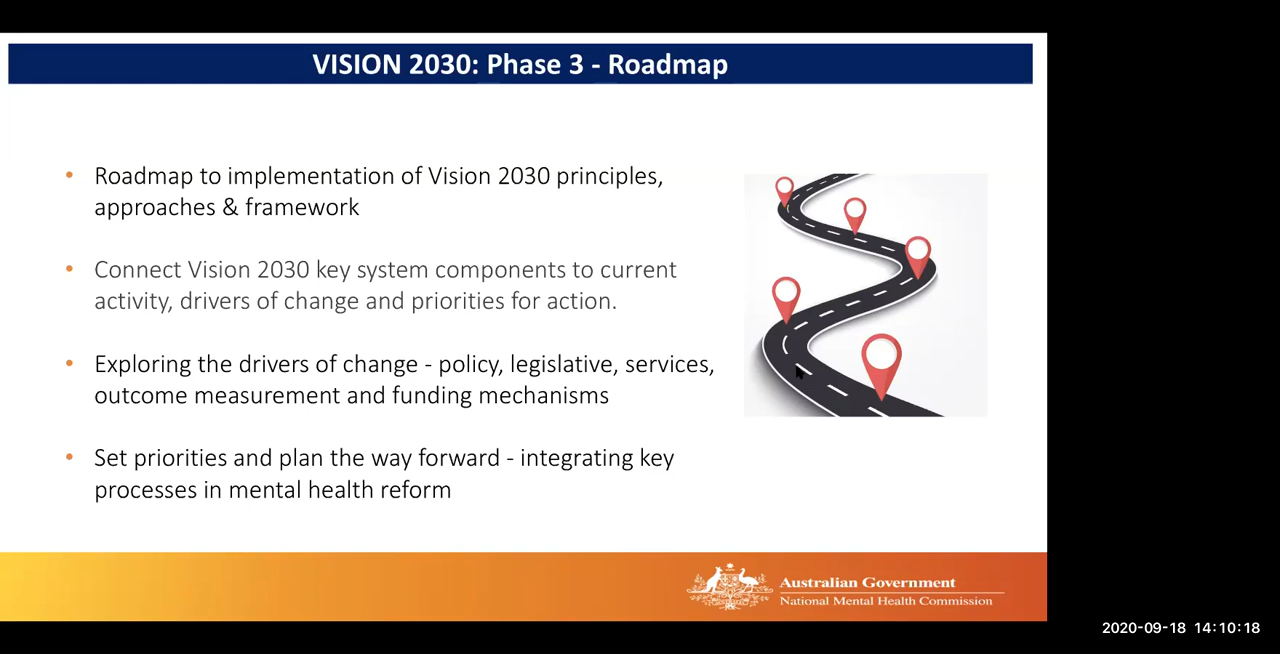 VISION 2030: Phase 3 - Roadmap
• Roadmap to implementation of Vision 2030 principles,
approaches & framework
• Connect Vision 2030 key system components to current
activity, drivers of change and priorities for action.
• Exploring the drivers of change - policy, legislative, services,
outcome measurement and funding mechanisms
• Set priorities and plan the way forward - integrating key
processes in mental health reform
Australian Government
National Mental Health Commission
2020-09-18 14:10:18